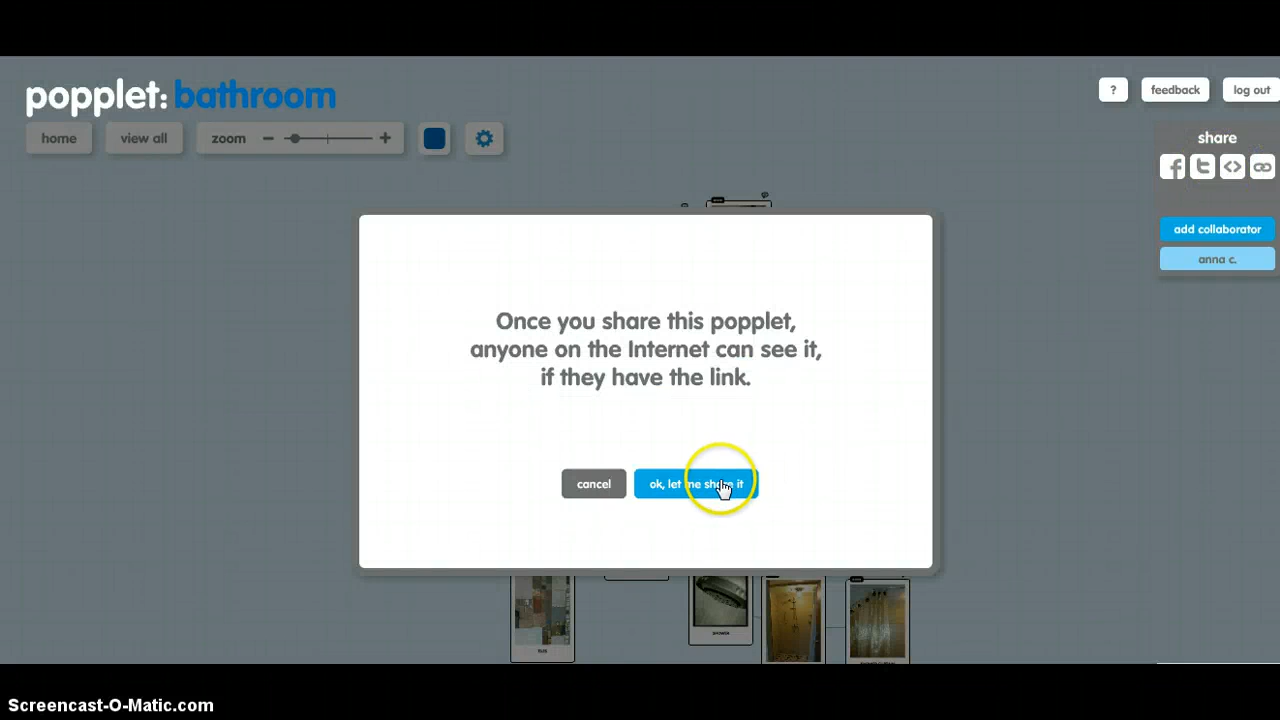 popplet: bathroom
? feedback log out
home view all zoom
share
Once you share this popplet,
anyone on the Internet can see it,
if they have the link.
add collaborator
anna c.
cancel ok, let me share it
SHOWER
TILES
Screencast-O-Matic.com